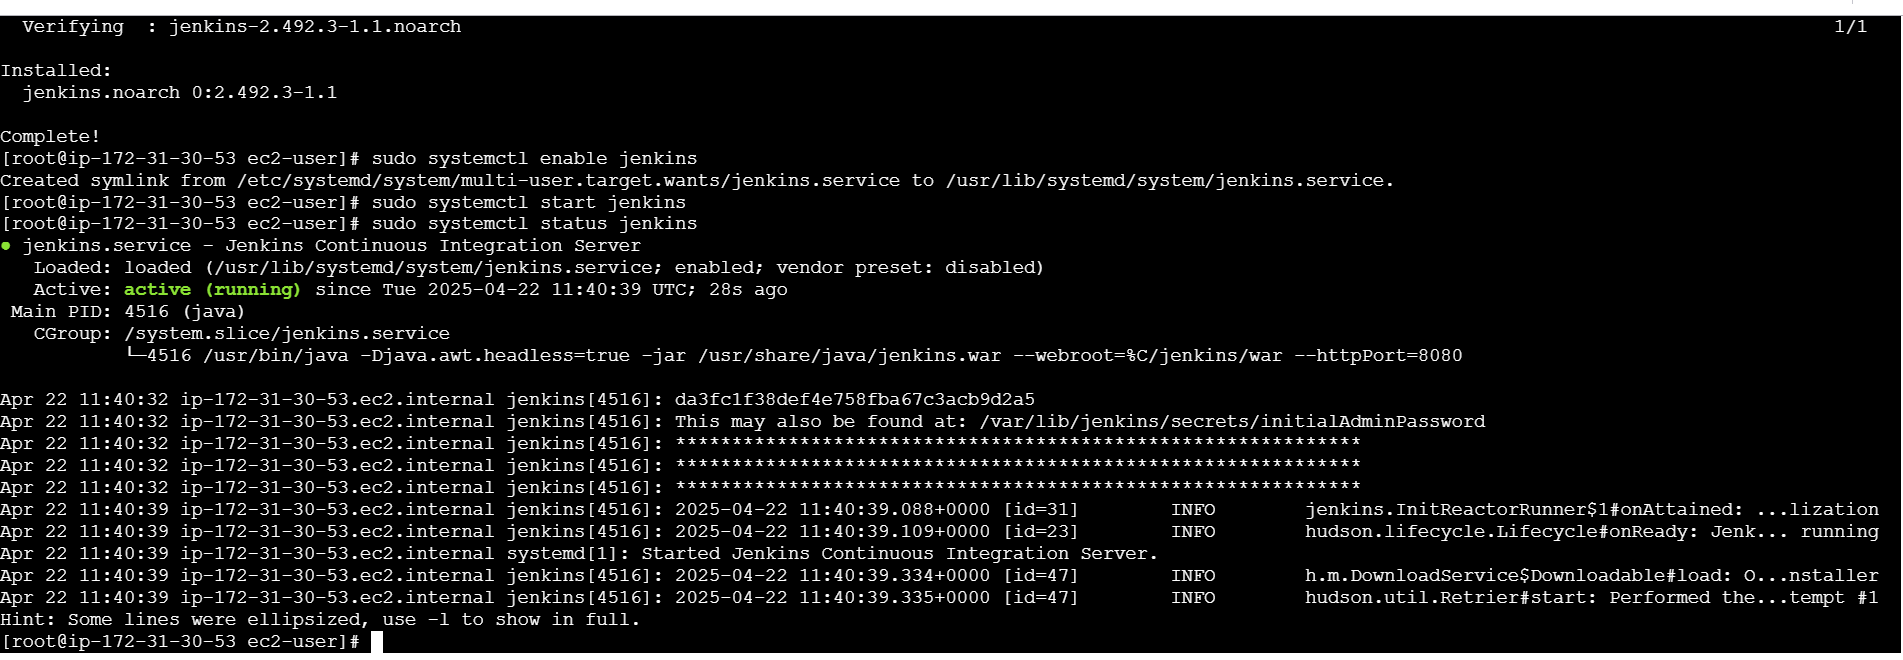 Verifying  : jenkins-2.492.3-1.1.noarch 1/1
Installed:
jenkins.noarch 0:2.492.3-1.1
Complete!
[root@ip-172-31-30-53 ec2-user]# sudo systemctl enable jenkins
Created symlink from /etc/systemd/system/multi-user.target.wants/jenkins.service to /usr/lib/systemd/system/jenkins.service.
[root@ip-172-31-30-53 ec2-user]# sudo systemctl start jenkins
[root@ip-172-31-30-53 ec2-user]# sudo systemctl status jenkins
● jenkins.service - Jenkins Continuous Integration Server
Loaded: loaded (/usr/lib/systemd/system/jenkins.service; enabled; vendor preset: disabled)
Active: active (running) since Tue 2025-04-22 11:40:39 UTC; 28s ago
Main PID: 4516 (java)
CGroup: /system.slice/jenkins.service
└─4516 /usr/bin/java -Djava.awt.headless=true -jar /usr/share/java/jenkins.war --webroot=%C/jenkins/war --httpPort=8080
Apr 22 11:40:32 ip-172-31-30-53.ec2.internal jenkins[4516]: da3fc1f38def4e758fba67c3acb9d2a5
Apr 22 11:40:32 ip-172-31-30-53.ec2.internal jenkins[4516]: This may also be found at: /var/lib/jenkins/secrets/initialAdminPassword
Apr 22 11:40:32 ip-172-31-30-53.ec2.internal jenkins[4516]: *************************************************************
Apr 22 11:40:32 ip-172-31-30-53.ec2.internal jenkins[4516]: *************************************************************
Apr 22 11:40:32 ip-172-31-30-53.ec2.internal jenkins[4516]: *************************************************************
Apr 22 11:40:39 ip-172-31-30-53.ec2.internal jenkins[4516]: 2025-04-22 11:40:39.088+0000 [id=31] INFO jenkins.InitReactorRunner$1#onAttained: ...lization
Apr 22 11:40:39 ip-172-31-30-53.ec2.internal jenkins[4516]: 2025-04-22 11:40:39.109+0000 [id=23] INFO hudson.lifecycle.Lifecycle#onReady: Jenk... running
Apr 22 11:40:39 ip-172-31-30-53.ec2.internal systemd[1]: Started Jenkins Continuous Integration Server.
Apr 22 11:40:39 ip-172-31-30-53.ec2.internal jenkins[4516]: 2025-04-22 11:40:39.334+0000 [id=47] INFO h.m.DownloadService$Downloadable#load: O...nstaller
Apr 22 11:40:39 ip-172-31-30-53.ec2.internal jenkins[4516]: 2025-04-22 11:40:39.335+0000 [id=47] INFO hudson.util.Retrier#start: Performed the...tempt #1
Hint: Some lines were ellipsized, use -l to show in full.
[root@ip-172-31-30-53 ec2-user]#